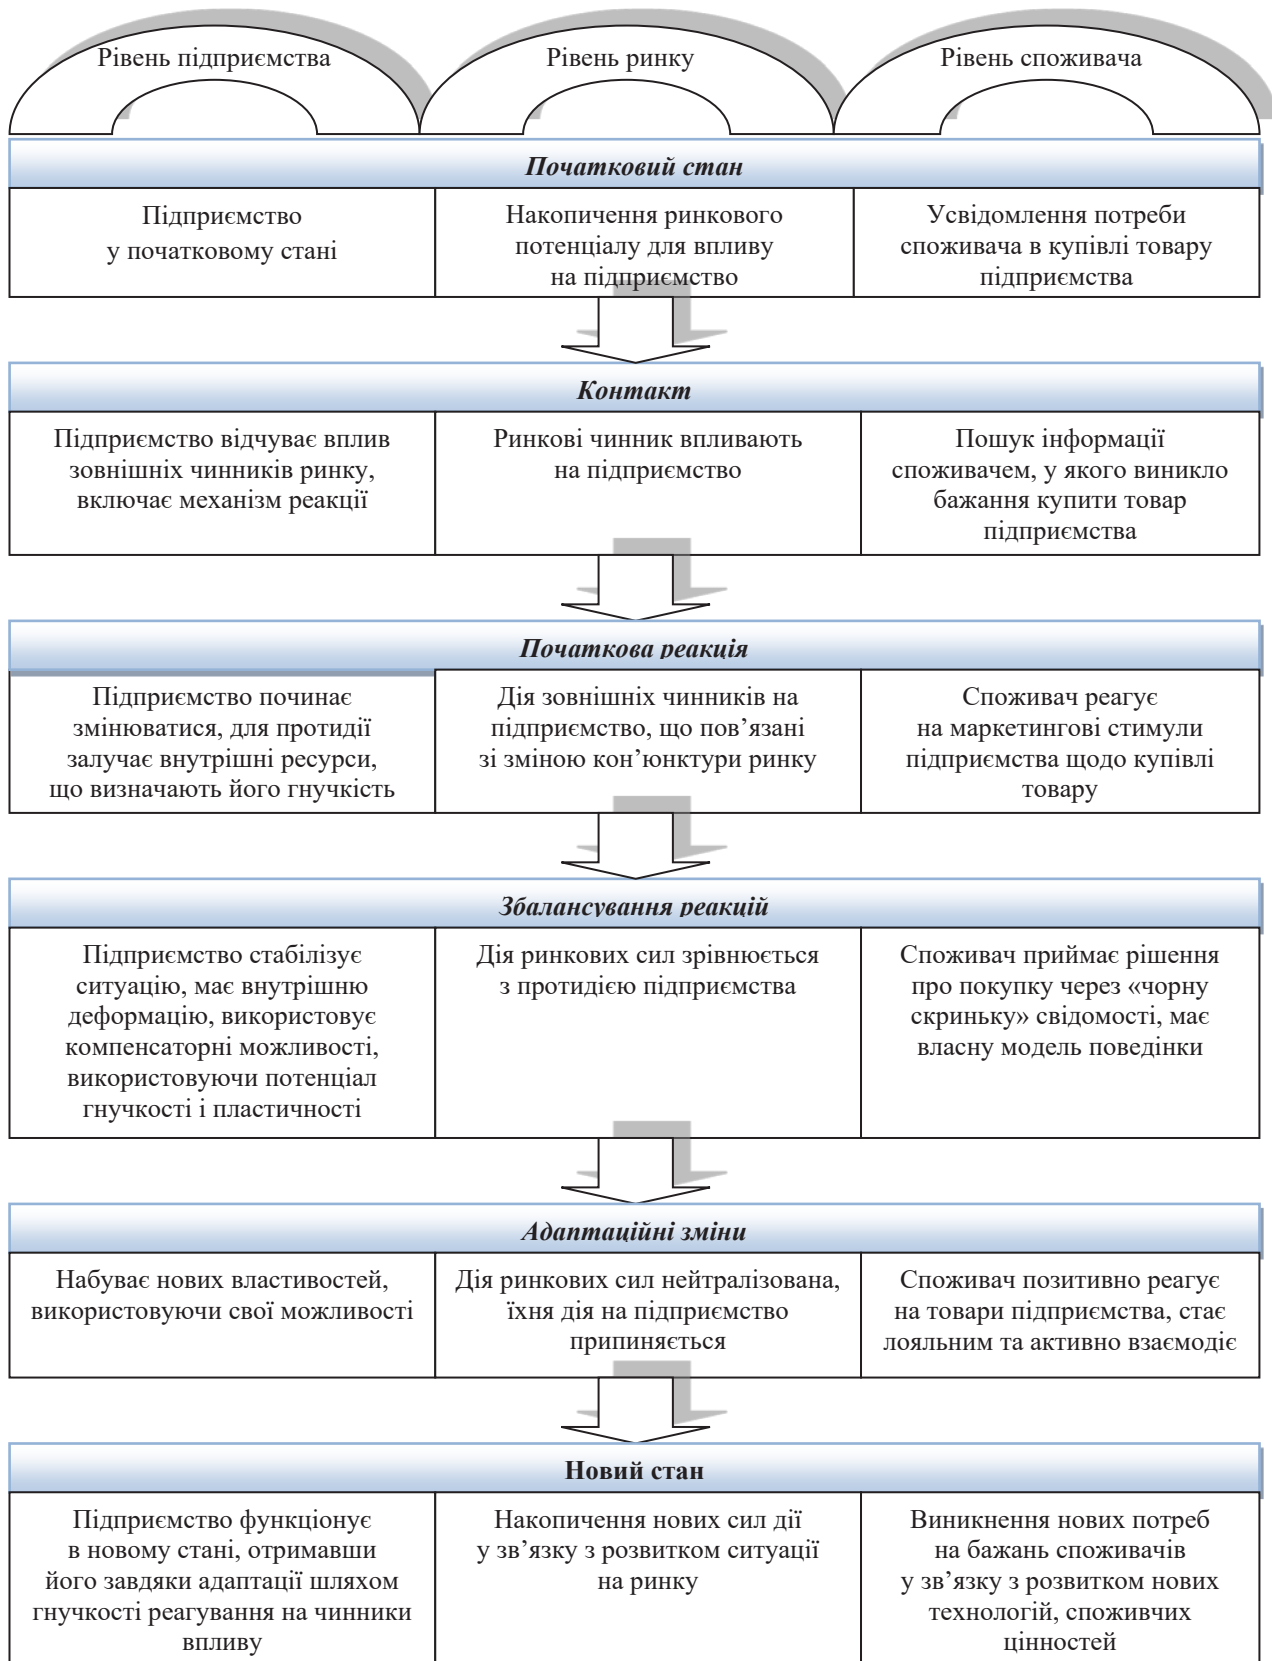 Рівень підприємства
Рівень ринку
Рівень споживача
Початковий стан
Підприємство
у початковому стані
Накопичення ринкового
потенціалу для впливу
на підприємство
Усвідомлення потреби
споживача в купівлі товару
підприємства
Контакт
Підприємство відчуває вплив
зовнішніх чинників ринку,
включає механізм реакції
Ринкові чинник впливають
на підприємство
Пошук інформації
споживачем, у якого виникло
бажання купити товар
підприємства
Початкова реакція
Підприємство починає
змінюватися, для протидії
залучає внутрішні ресурси,
що визначають його гнучкість
Дія зовнішніх чинників на
підприємство, що пов’язані
зі зміною кон’юнктури ринку
Споживач реагує
на маркетингові стимули
підприємства щодо купівлі
товару
Збалансування реакцій
Підприємство стабілізує
ситуацію, має внутрішню
деформацію, використовує
компенсаторні можливості,
використовуючи потенціал
гнучкості і пластичності
Дія ринкових сил зрівнюється
з протидією підприємства
Споживач приймає рішення
про покупку через «чорну
скриньку» свідомості, має
власну модель поведінки
Адаптаційні зміни
Набуває нових властивостей,
використовуючи свої можливості
Дія ринкових сил нейтралізована,
їхня дія на підприємство
припиняється
Споживач позитивно реагує
на товари підприємства, стає
лояльним та активно взаємодіє
Новий стан
Підприємство функціонує
в новому стані, отримавши
його завдяки адаптації шляхом
гнучкості реагування на чинники
впливу
Накопичення нових сил дії
у зв’язку з розвитком ситуації
на ринку
Виникнення нових потреб
на бажань споживачів
у зв’язку з розвитком нових
технологій, споживчих
цінностей